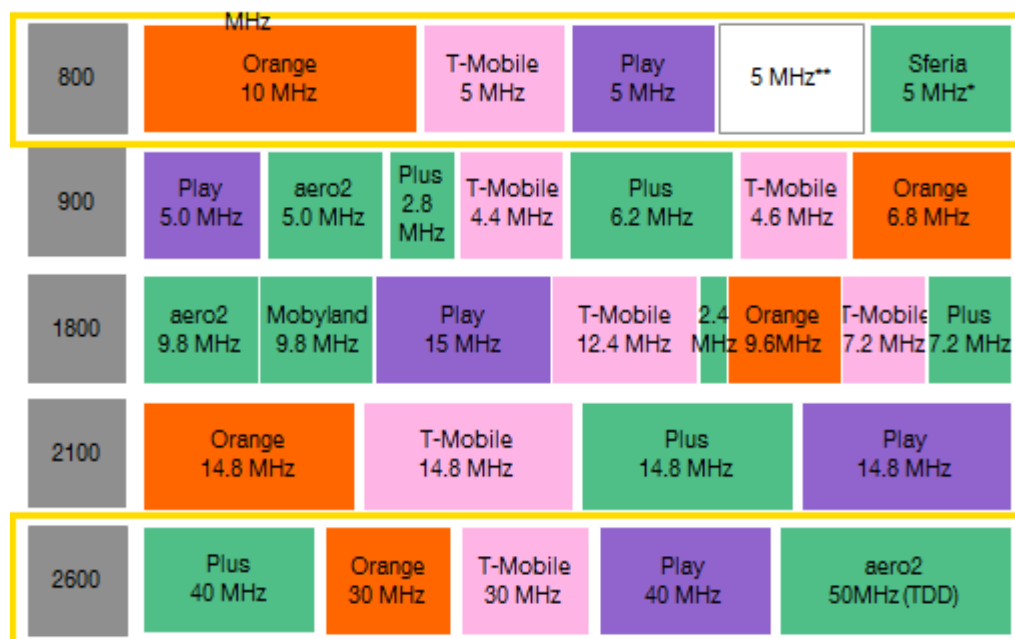 MHz
800
Orange
10 MHz
T-Mobile
5 MHz
Play
5 MHz
5 MHz**
Sferia
5 MHz*
900
Play
5.0 MHz
aero2
5.0 MHz
Plus
2.8
MHz
T-Mobile
4.4 MHz
Plus
6.2 MHz
T-Mobile
4.6 MHz
Orange
6.8 MHz
1800
aero2
9.8 MHz
Mobyland
9.8 MHz
Play
15 MHz
T-Mobile
12.4 MHz
2.4
MHz
Orange
9.6MHz
T-Mobile
7.2 MHz
Plus
7.2 MHz
2100
Orange
14.8 MHz
T-Mobile
14.8 MHz
Plus
14.8 MHz
Play
14.8 MHz
2600
Plus
40 MHz
Orange
30 MHz
T-Mobile
30 MHz
Play
40 MHz
aero2
50MHz (TDD)